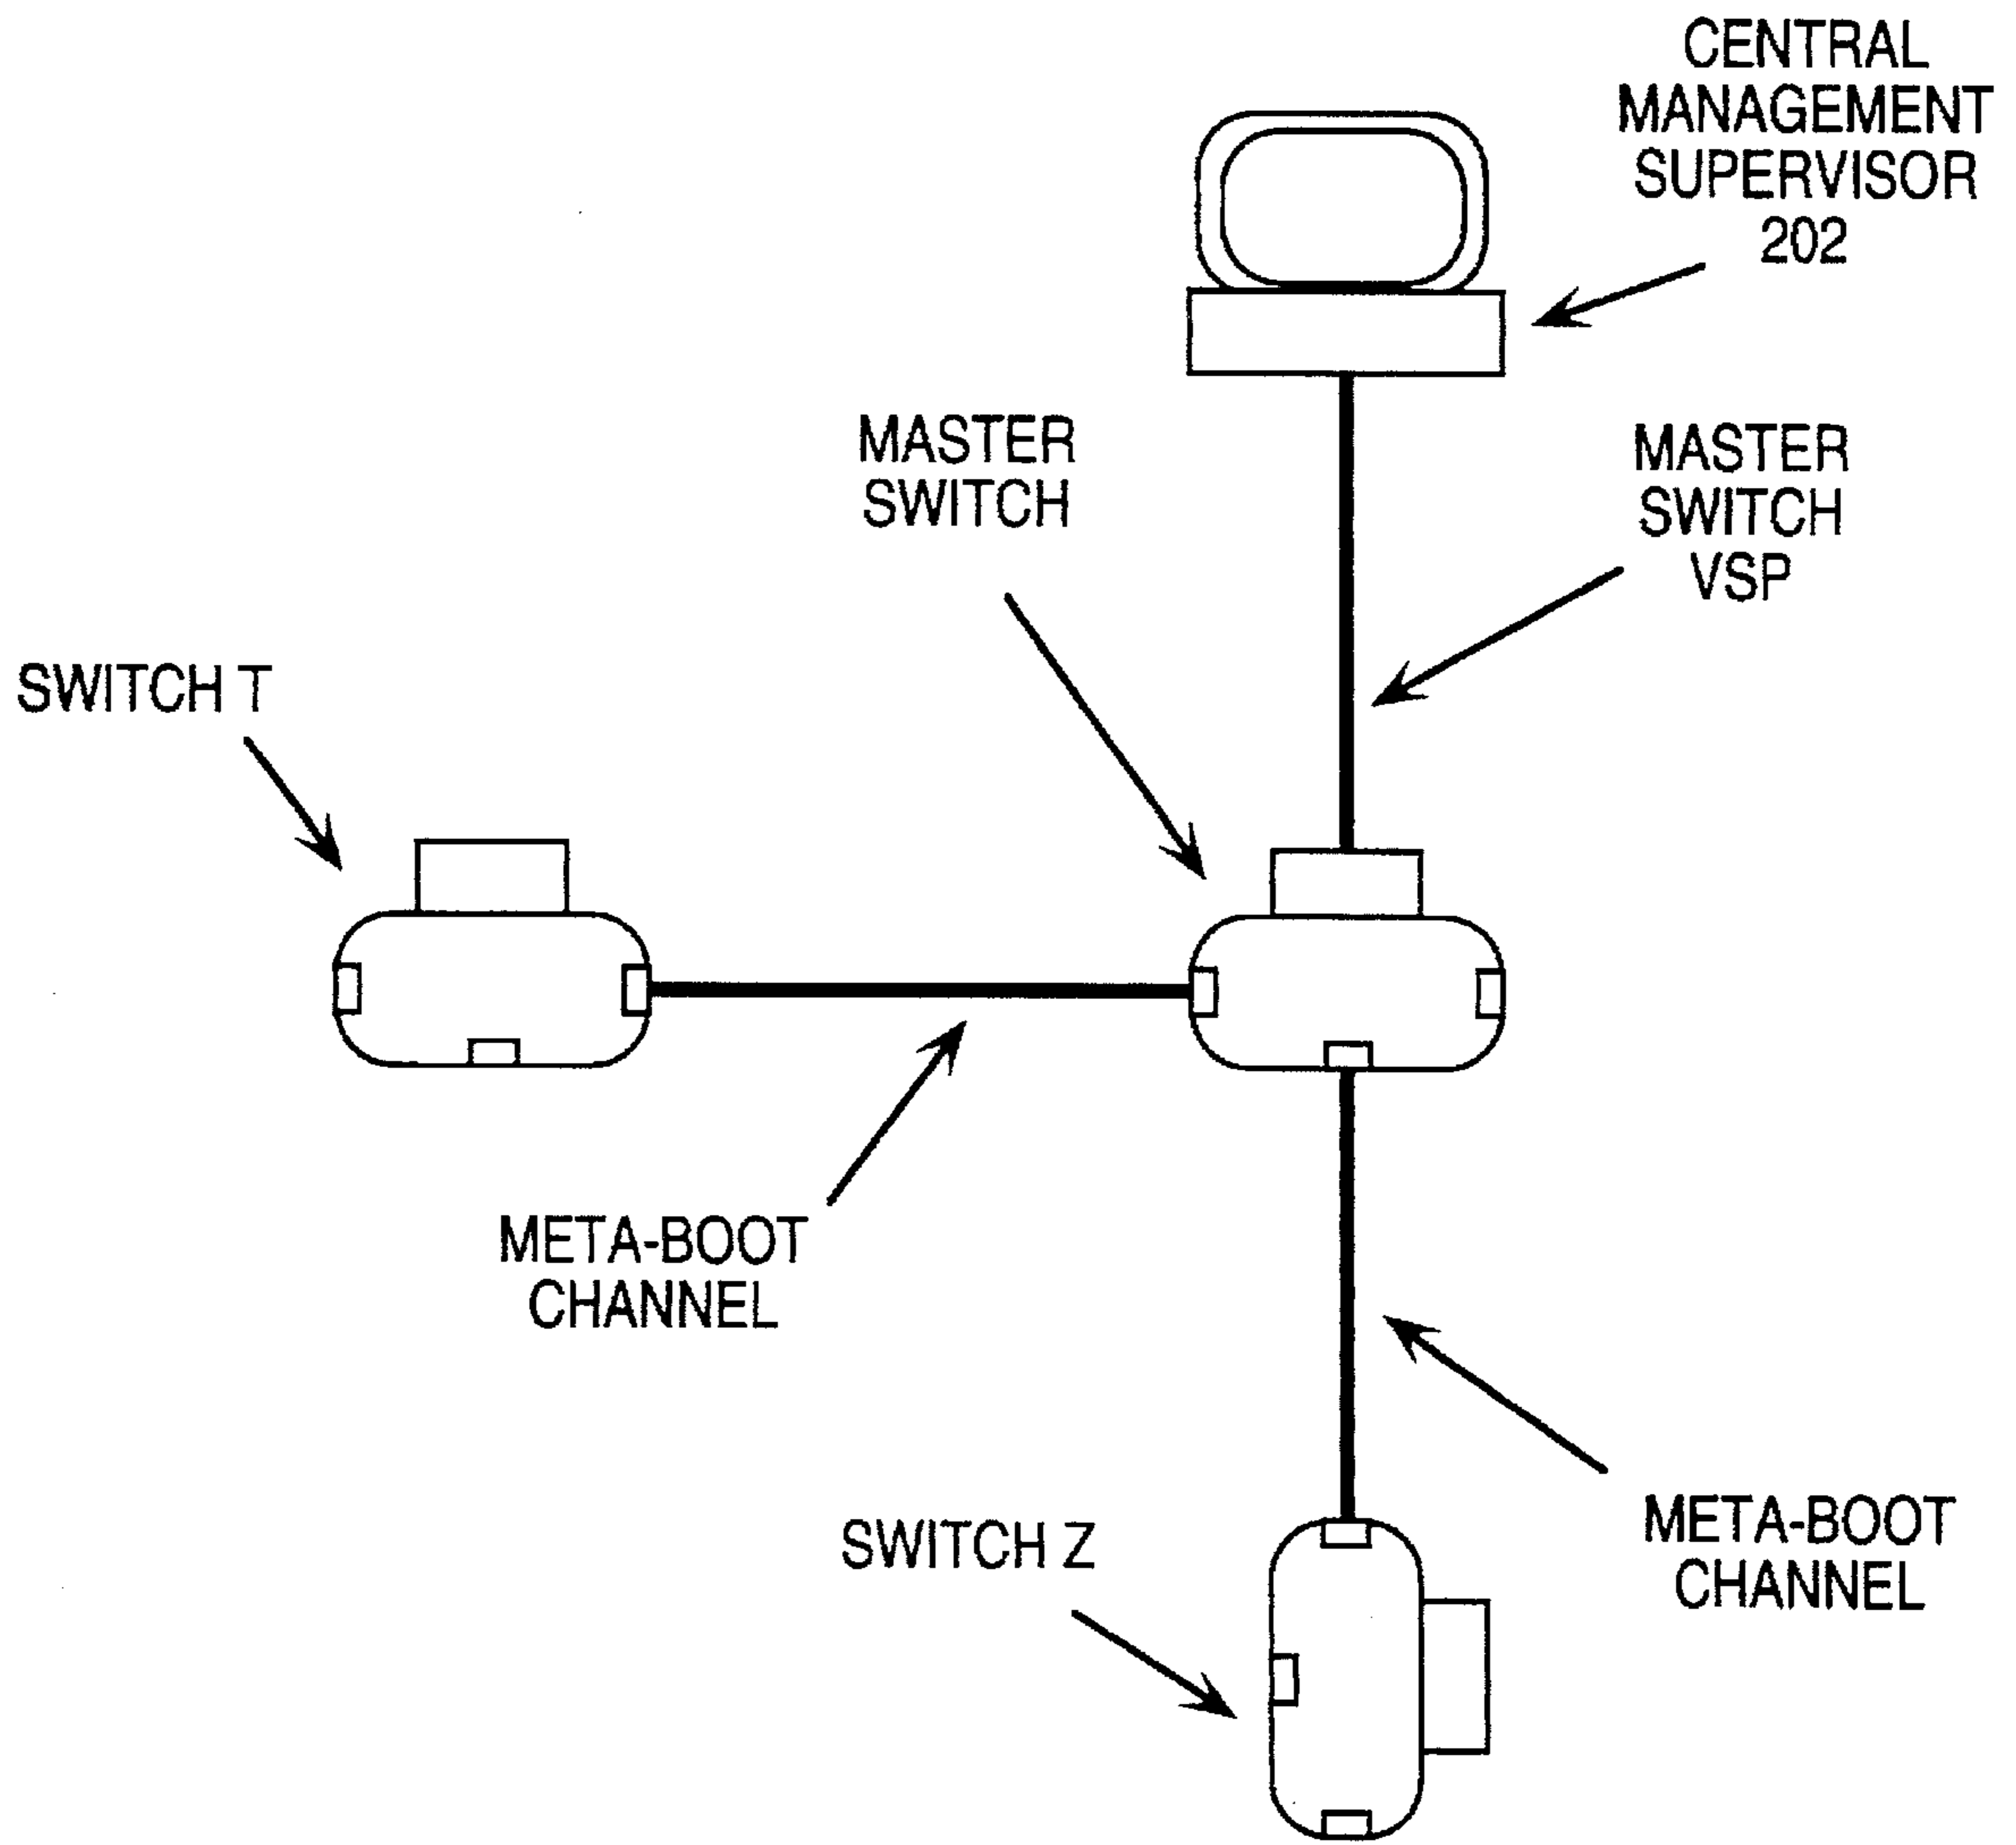 CENTRAL
MANAGEMENT
SUPERVISOR
202
MASTER
SWITCH
MASTER
SWITCH
VSP
SWITCH T
META-BOOT
CHANNEL
SWITCH Z
META-BOOT
CHANNEL